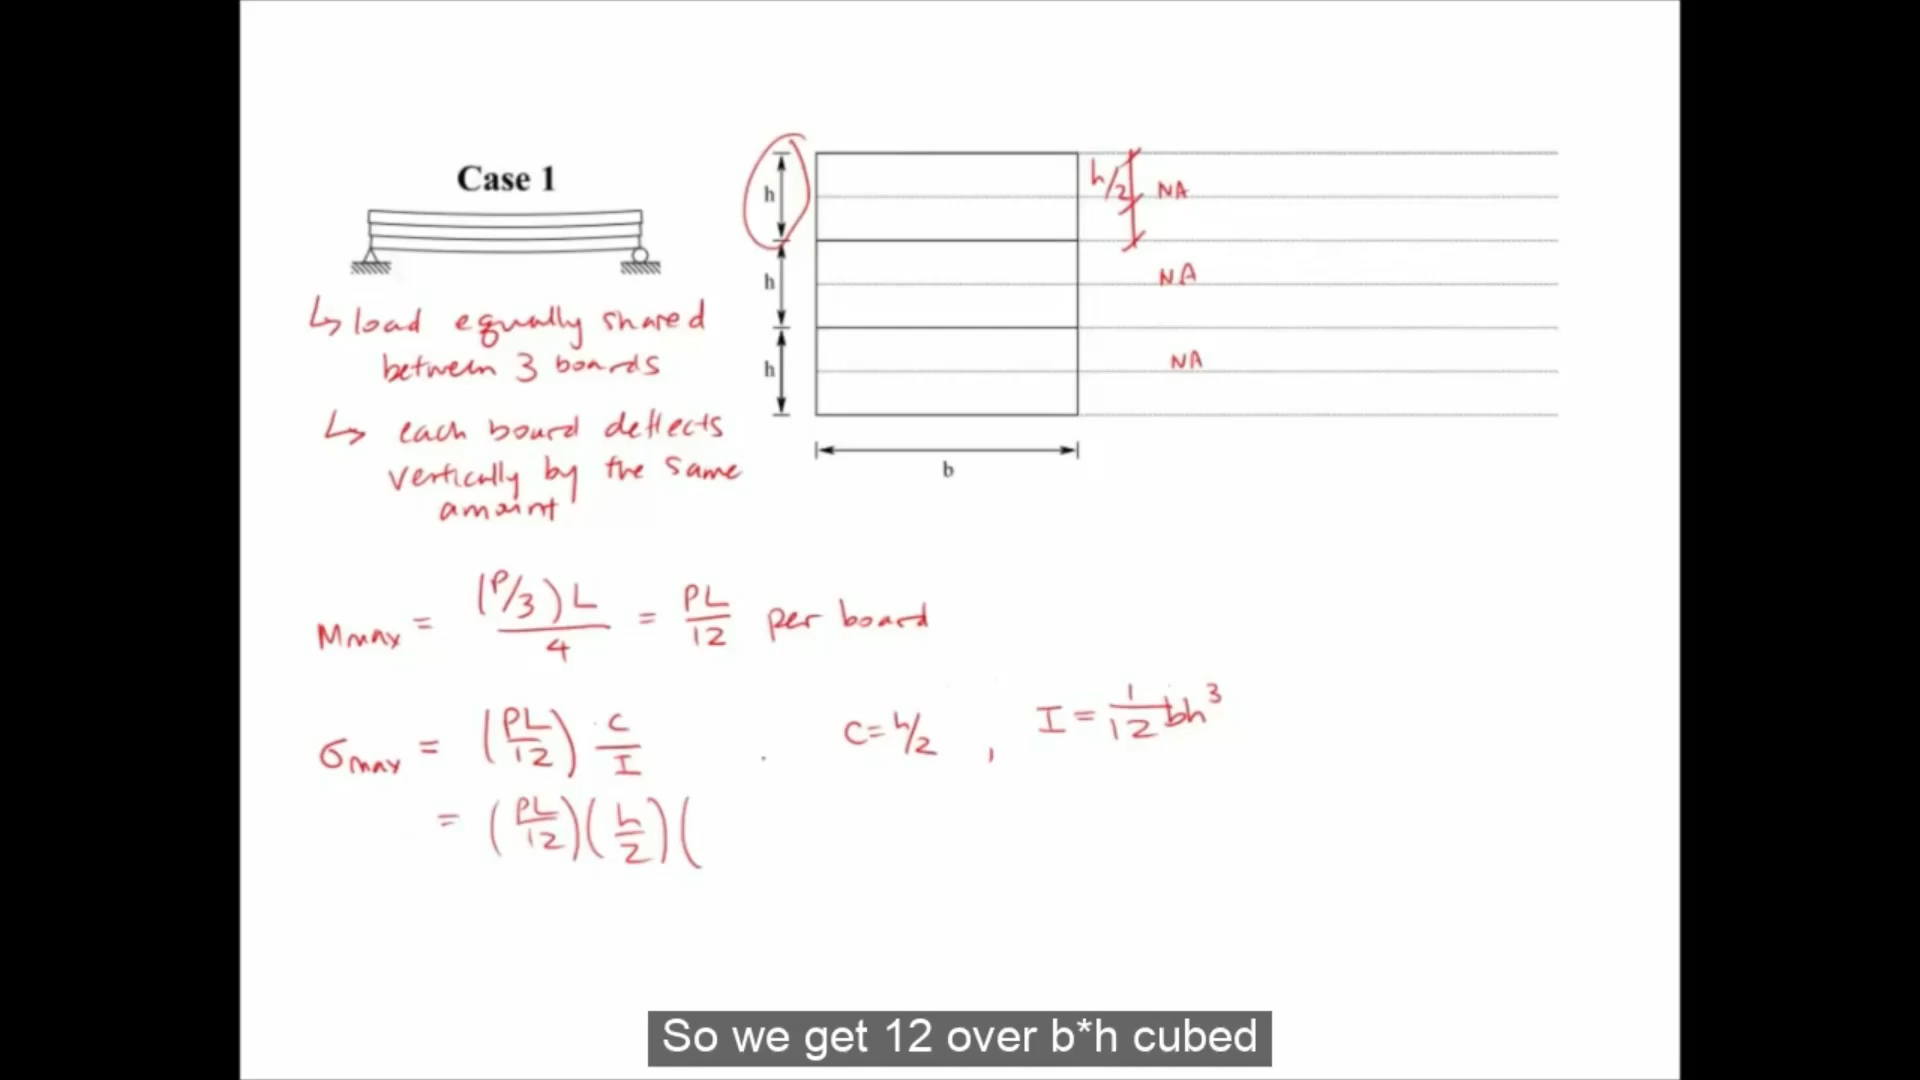 Case 1
↳ load equally shared
between 3 boards
↳ each board deflects
vertically by the same
amount
h
h
h
b
h/2
NA
NA
NA
Mmax = (P/3)L/4 = PL/12 per board
σmax = (PL/12) c/I c=h/2, I = 1/12 bh³
= (PL/12)(h/2)(
So we get 12 over b*h cubed